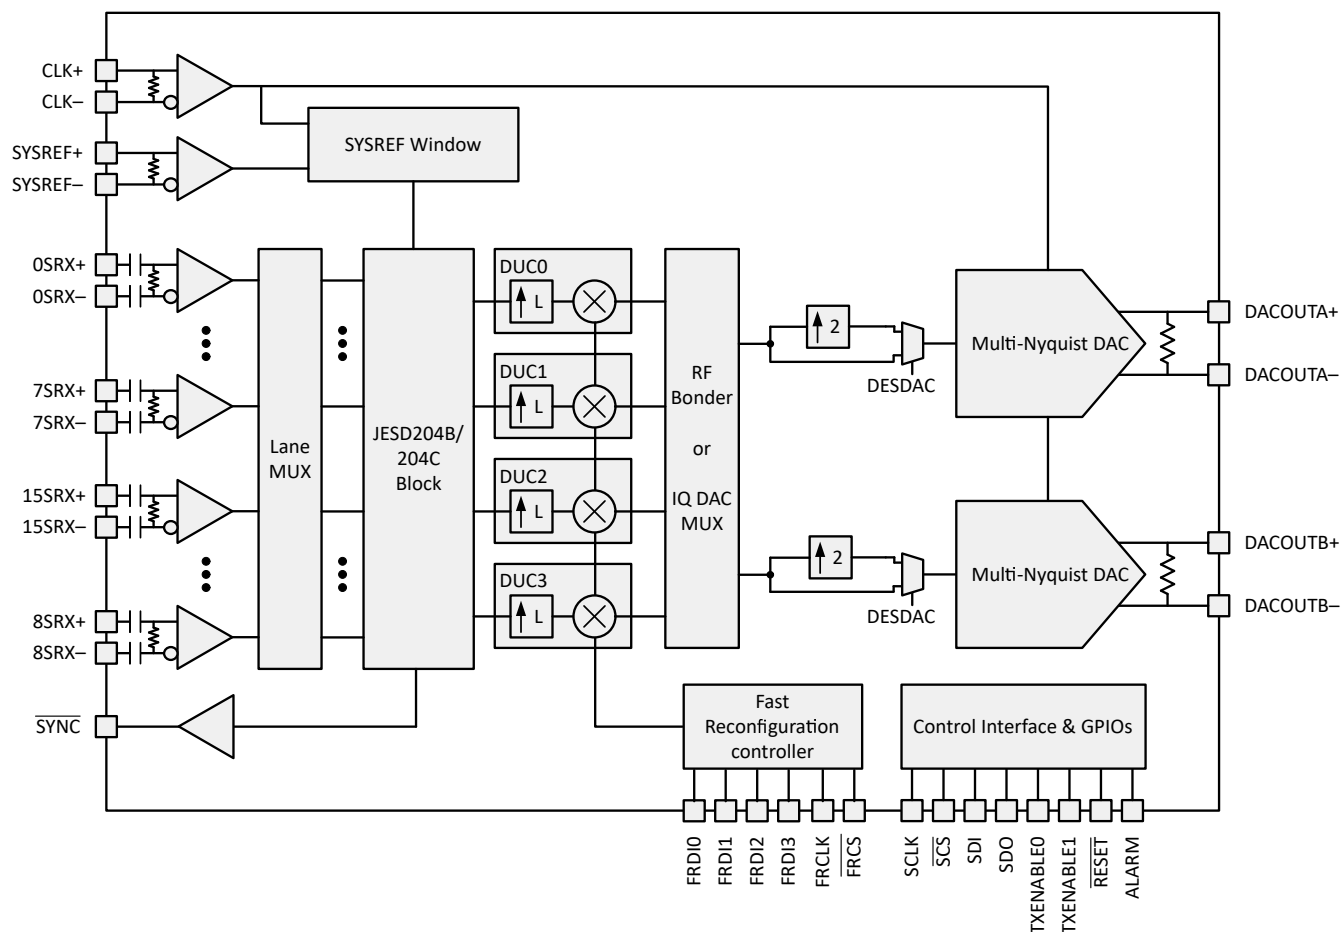 CLK+
CLK–
SYSREF+
SYSREF–
SYSREF Window
0SRX+
0SRX–
7SRX+
7SRX–
15SRX+
15SRX–
8SRX+
8SRX–
SYNC
Lane
MUX
JESD204B/
204C
Block
DUC0
L
DUC1
L
DUC2
L
DUC3
L
RF
Bonder
or
IQ DAC
MUX
2
DESDAC
2
DESDAC
Multi-Nyquist DAC
Multi-Nyquist DAC
DACOUTA+
DACOUTA–
DACOUTB+
DACOUTB–
Fast
Reconfiguration
controller
Control Interface & GPIOs
FRDI0
FRDI1
FRDI2
FRDI3
FRCLK
FRCS
SCLK
SCS
SDI
SDO
TXENABLE0
TXENABLE1
RESET
ALARM